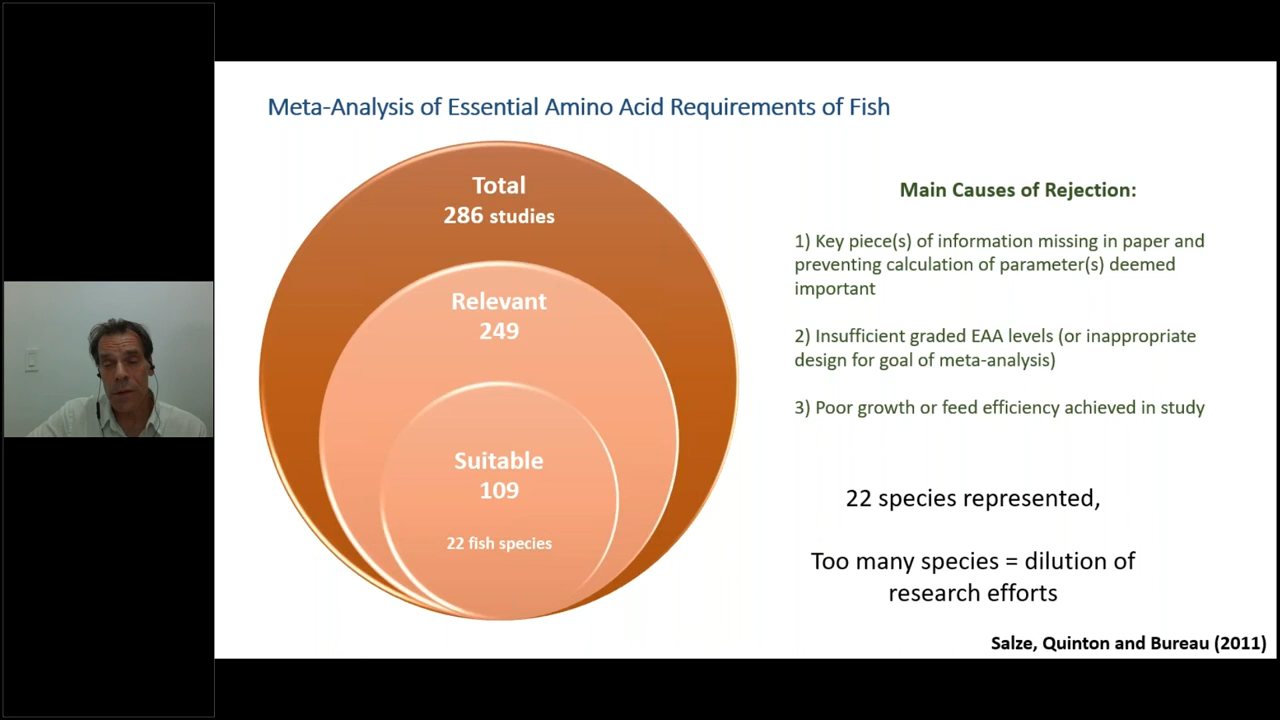 Meta-Analysis of Essential Amino Acid Requirements of Fish
Total
286 studies
Relevant
249
Suitable
109
22 fish species
Main Causes of Rejection:
1) Key piece(s) of information missing in paper and
preventing calculation of parameter(s) deemed
important
2) Insufficient graded EAA levels (or inappropriate
design for goal of meta-analysis)
3) Poor growth or feed efficiency achieved in study
22 species represented,
Too many species = dilution of
research efforts
Salze, Quinton and Bureau (2011)